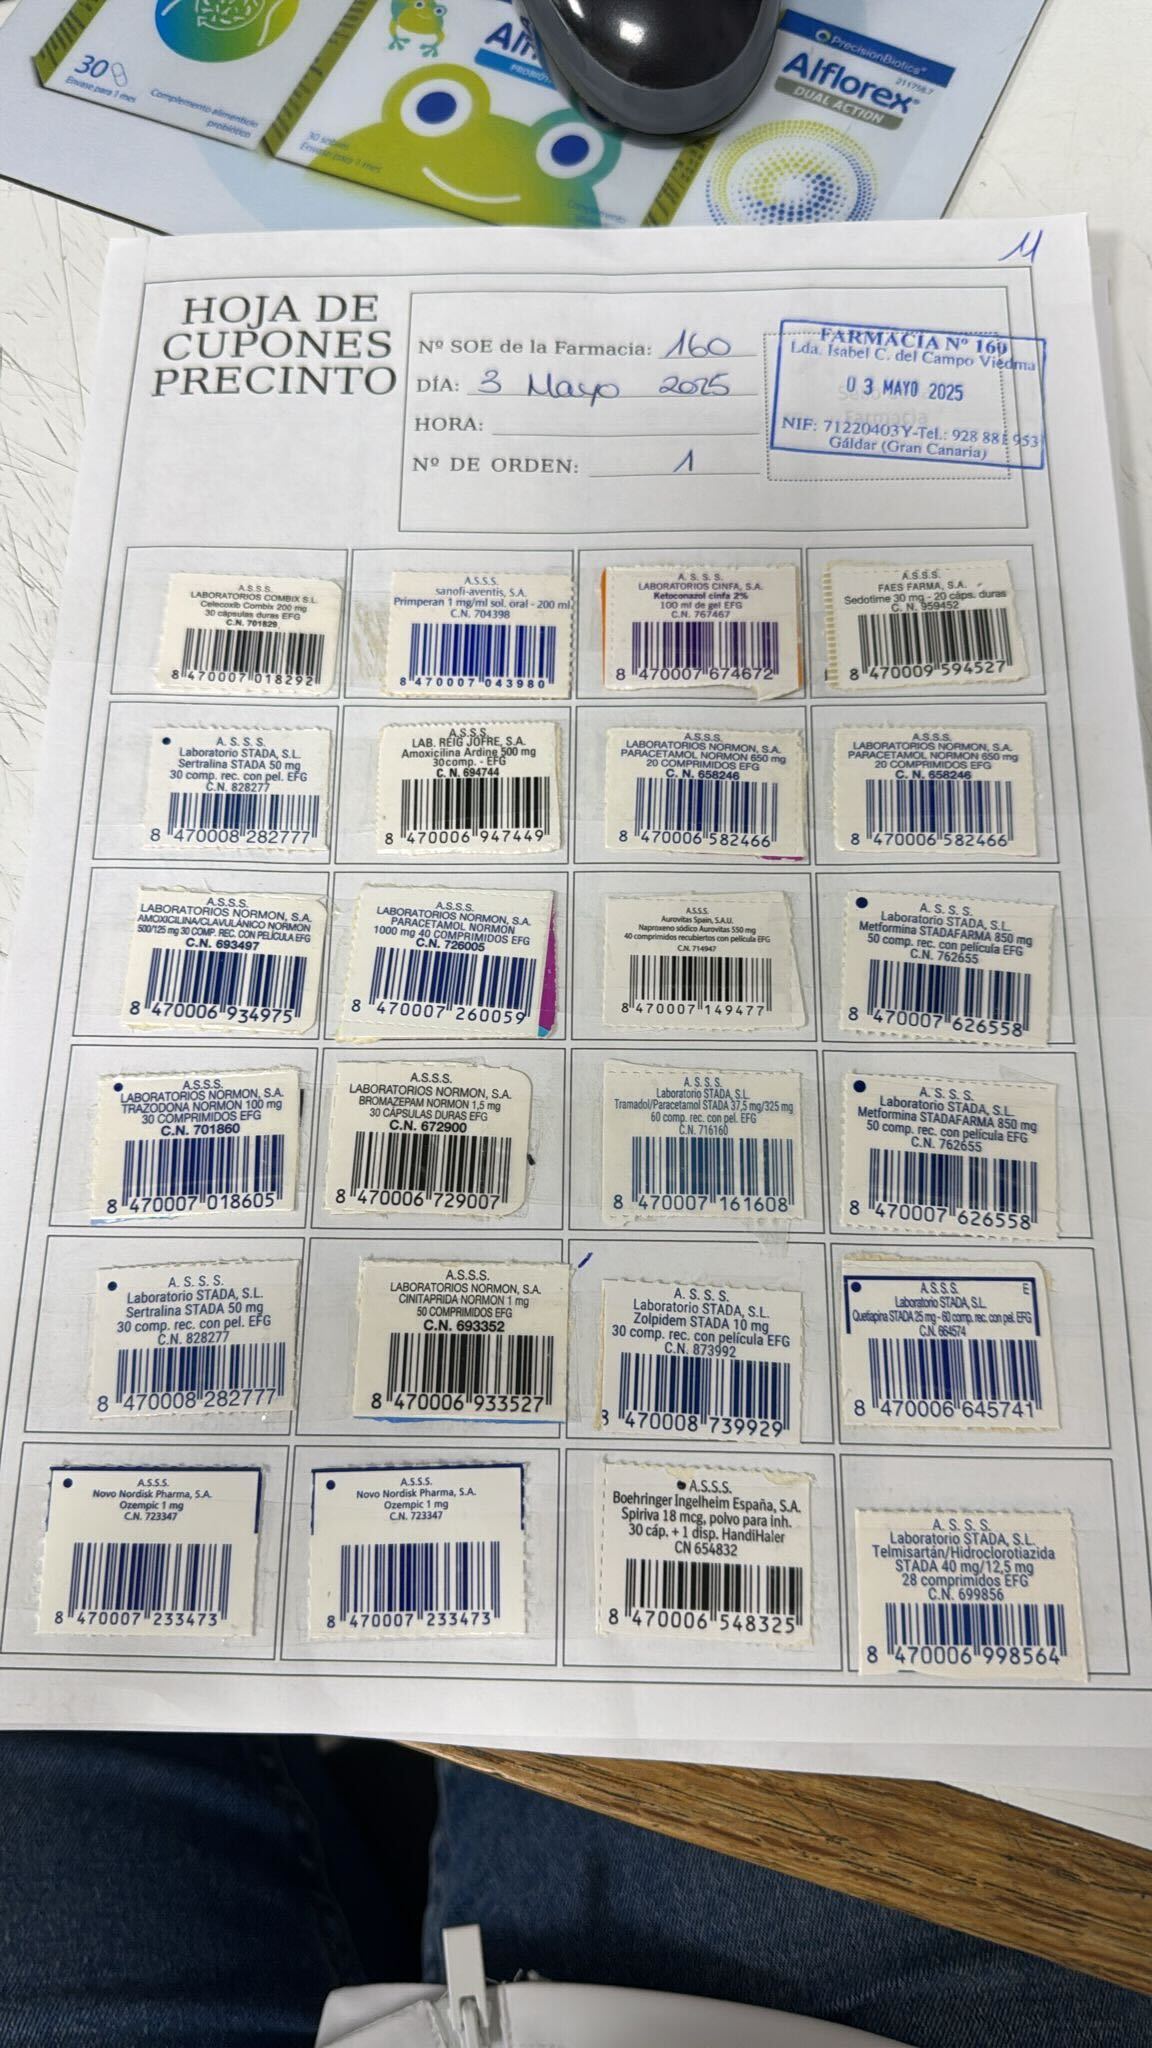 30
Envase para 1 mes
Complemento alimenticio
probiótico
30 sobres
Envase para 1 mes
PrecisionBiotics®
211758.7
Alflorex®
DUAL ACTION
11
HOJA DE
CUPONES
PRECINTO
Nº SOE de la Farmacia: 160
DÍA: 3 Mayo 2025
HORA:
Nº DE ORDEN: 1
FARMACIA Nº 160
Lda. Isabel C. del Campo Viedma
03 MAYO 2025
Farmacia
NIF: 71220403Y-Tel.: 928 881 953
Gáldar (Gran Canaria)
A.S.S.S.
LABORATORIOS COMBIX S.L.
Celecoxib Combix 200 mg
30 cápsulas duras EFG
C.N. 701829
8 470007 018292
A.S.S.S.
sanofi-aventis, S.A.
Primperan 1 mg/ml sol. oral - 200 ml
C.N. 704398
8 470007 043980
A. S. S. S.
LABORATORIOS CINFA, S.A.
Ketoconazol cinfa 2%
100 ml de gel EFG
C.N. 767467
8 470007 674672
A.S.S.S.
FAES FARMA, S.A.
Sedotime 30 mg - 20 cáps. duras
C. N. 959452
8 470009 594527
A. S. S. S.
Laboratorio STADA, S.L.
Sertralina STADA 50 mg
30 comp. rec. con pel. EFG
C.N. 828277
8 470008 282777
A.S.S.S.
LAB. REIG JOFRE, S.A.
Amoxicilina Ardine 500 mg
30comp. - EFG
C. N. 694744
8 470006 947449
A.S.S.S.
LABORATORIOS NORMON, S.A.
PARACETAMOL NORMON 650 mg
20 COMPRIMIDOS EFG
C.N. 658246
8 470006 582466
A.S.S.S.
LABORATORIOS NORMON, S.A.
PARACETAMOL NORMON 650 mg
20 COMPRIMIDOS EFG
C.N. 658246
8 470006 582466
A.S.S.S.
LABORATORIOS NORMON, S.A.
AMOXICILINA/CLAVULÁNICO NORMON
500/125 mg 30 COMP. REC. CON PELÍCULA EFG
C.N. 693497
8 470006 934975
A.S.S.S.
LABORATORIOS NORMON, S.A.
PARACETAMOL NORMON
1000 mg 40 COMPRIMIDOS EFG
C.N. 726005
8 470007 260059
A.S.S.S.
Aurovitas Spain, S.A.U.
Naproxeno sódico Aurovitas 550 mg
40 comprimidos recubiertos con película EFG
C.N. 714947
8 470007 149477
A. S. S. S.
Laboratorio STADA, S.L.
Metformina STADAFARMA 850 mg
50 comp. rec. con película EFG
C.N. 762655
8 470007 626558
A.S.S.S.
LABORATORIOS NORMON, S.A.
TRAZODONA NORMON 100 mg
30 COMPRIMIDOS EFG
C.N. 701860
8 470007 018605
A.S.S.S.
LABORATORIOS NORMON, S.A.
BROMAZEPAM NORMON 1,5 mg
30 CÁPSULAS DURAS EFG
C.N. 672900
8 470006 729007
A. S. S. S.
Laboratorio STADA, S.L.
Tramadol/Paracetamol STADA 37,5 mg/325 mg
60 comp. rec. con pel. EFG
C.N. 716160
8 470007 161608
A. S. S. S.
Laboratorio STADA, S.L.
Metformina STADAFARMA 850 mg
50 comp. rec. con película EFG
C.N. 762655
8 470007 626558
A. S. S. S.
Laboratorio STADA, S.L.
Sertralina STADA 50 mg
30 comp. rec. con pel. EFG
C.N. 828277
8 470008 282777
A.S.S.S.
LABORATORIOS NORMON, S.A.
CINITAPRIDA NORMON 1 mg
50 COMPRIMIDOS EFG
C.N. 693352
8 470006 933527
A. S. S. S.
Laboratorio STADA, S.L.
Zolpidem STADA 10 mg
30 comp. rec. con película EFG
C.N. 873992
8 470008 739929
A.S.S.S. E
Laboratorio STADA, S.L.
Quetiapina STADA 25 mg - 60 comp. rec. con pel. EFG
C.N. 664574
8 470006 645741
A.S.S.S.
Novo Nordisk Pharma, S.A.
Ozempic 1 mg
C.N. 723347
8 470007 233473
A.S.S.S.
Novo Nordisk Pharma, S.A.
Ozempic 1 mg
C.N. 723347
8 470007 233473
A.S.S.S.
Boehringer Ingelheim España, S.A.
Spiriva 18 mcg, polvo para inh.
30 cáp. + 1 disp. HandiHaler
CN 654832
8 470006 548325
A. S. S. S.
Laboratorio STADA, S.L.
Telmisartán/Hidroclorotiazida
STADA 40 mg/12,5 mg
28 comprimidos EFG
C.N. 699856
8 470006 998564